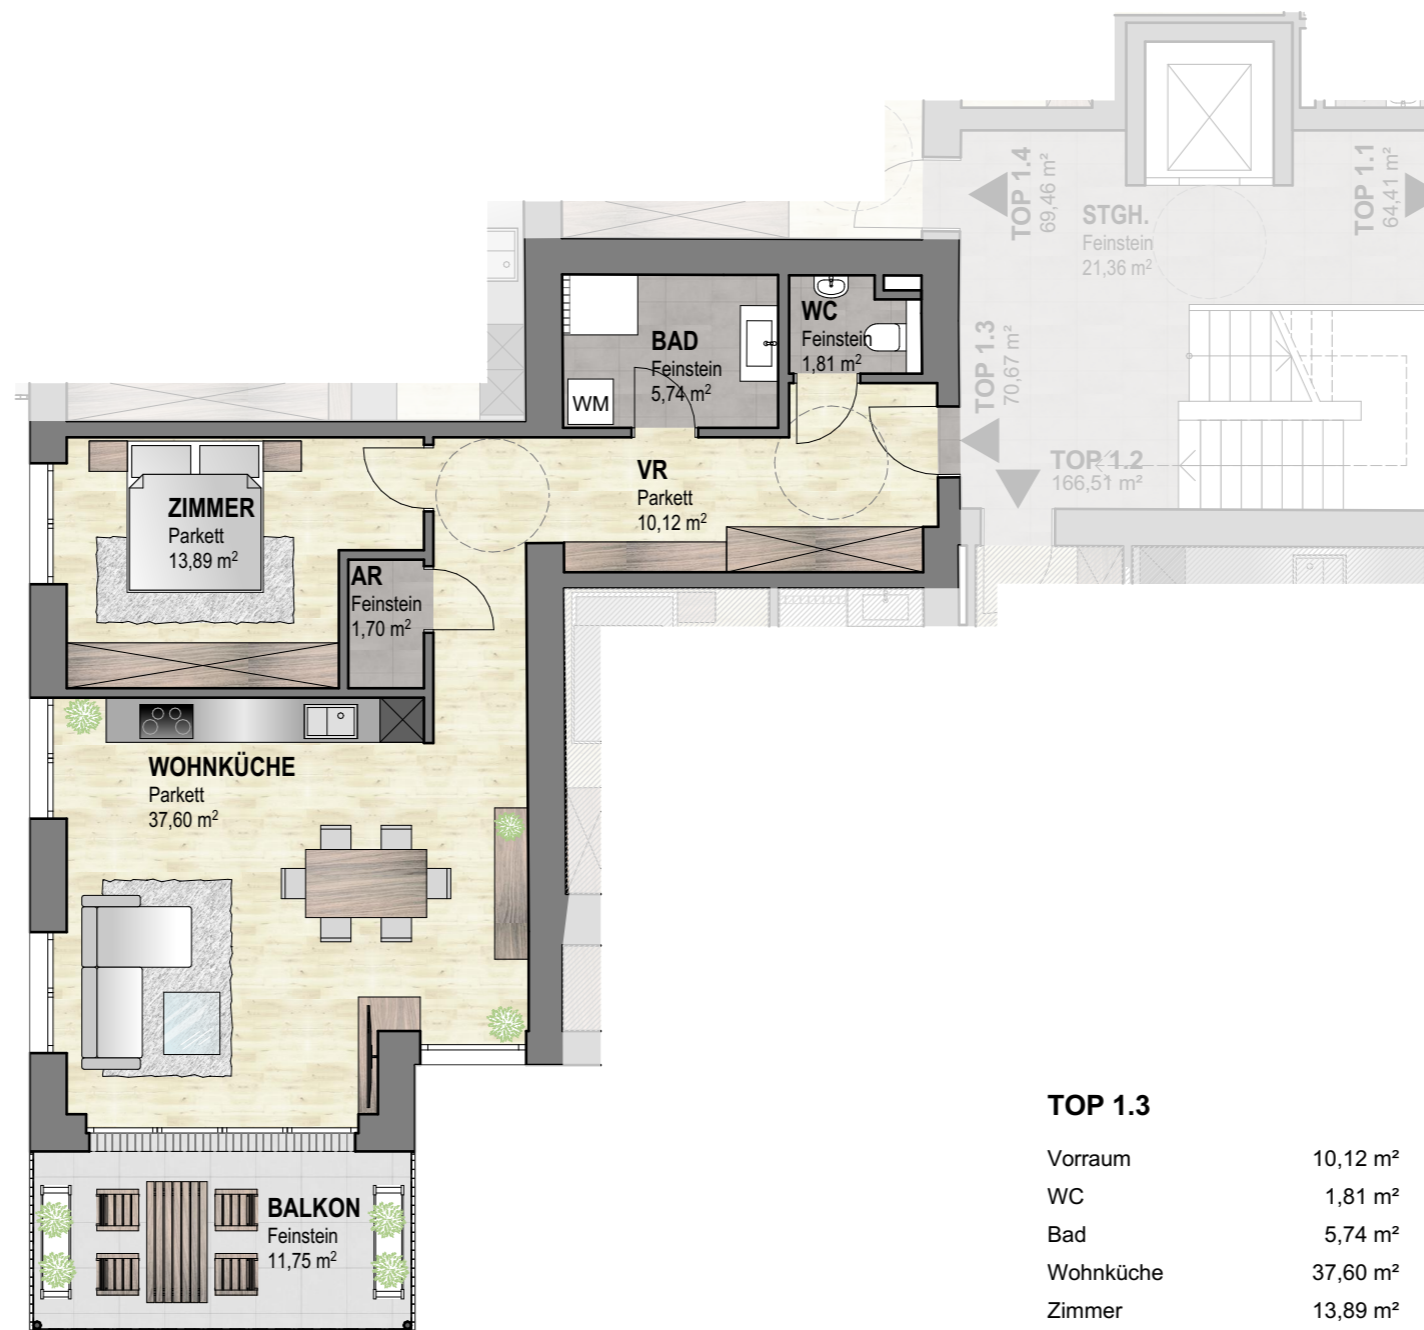 TOP 1.4
69,46 m²
STGH.
Feinstein
21,36 m²
TOP 1.1
64,41 m²
TOP 1.3
70,67 m²
TOP 1.2
166,51 m²
WC
Feinstein
1,81 m²
BAD
Feinstein
5,74 m²
WM
VR
Parkett
10,12 m²
ZIMMER
Parkett
13,89 m²
AR
Feinstein
1,70 m²
WOHNKÜCHE
Parkett
37,60 m²
BALKON
Feinstein
11,75 m²
TOP 1.3
Vorraum 10,12 m²
WC 1,81 m²
Bad 5,74 m²
Wohnküche 37,60 m²
Zimmer 13,89 m²